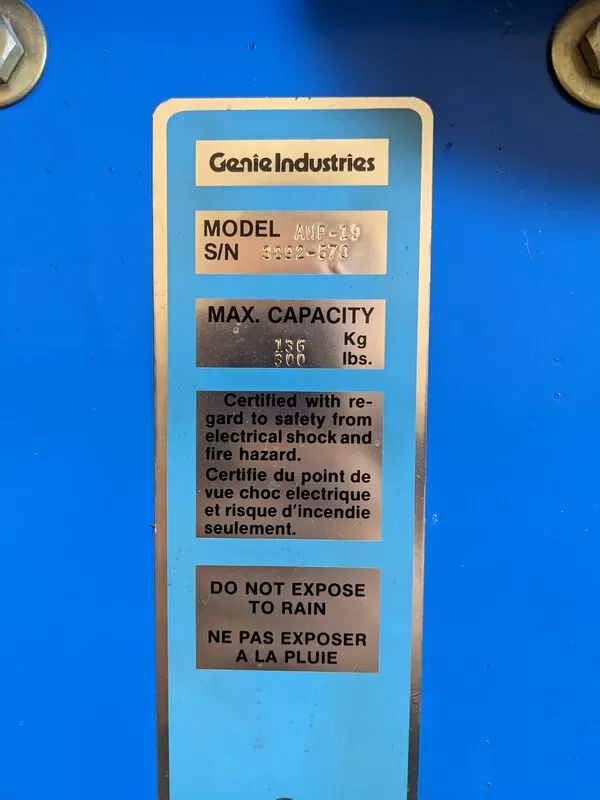 Genie Industries
MODEL AWP-19
S/N 3092-578
MAX. CAPACITY
136 Kg
300 lbs.
Certified with re-
gard to safety from
electrical shock and
fire hazard.
Certifie du point de
vue choc electrique
et risque d'incendie
seulement.
DO NOT EXPOSE
TO RAIN
NE PAS EXPOSER
A LA PLUIE